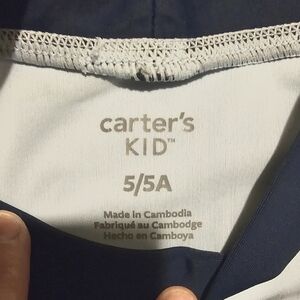 carter's
KID™
5/5A
Made in Cambodia
Fabriqué au Cambodge
Hecho en Camboya